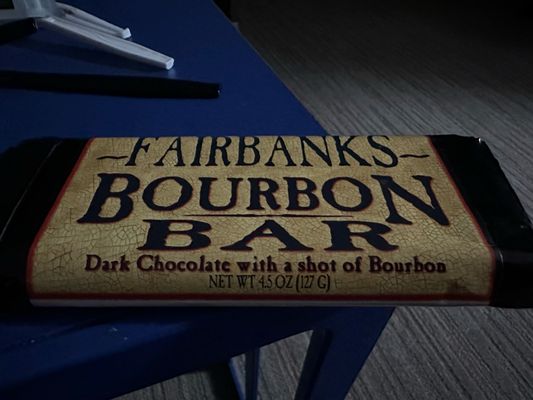 ~FAIRBANKS~
BOURBON
BAR
Dark Chocolate with a shot of Bourbon
NET WT 4.5 OZ (127 G)